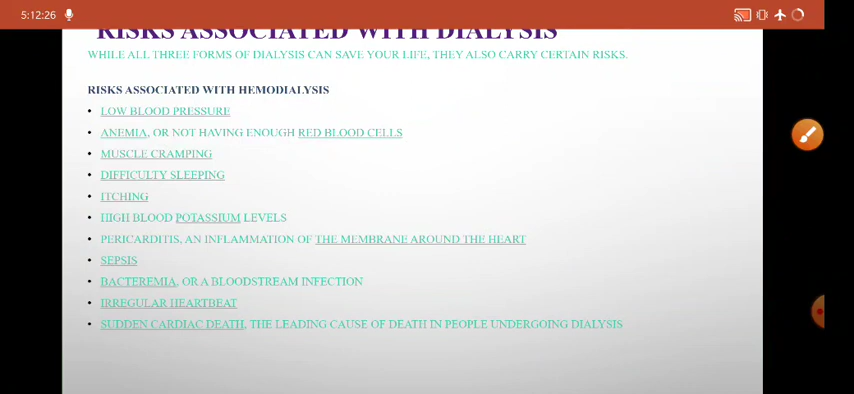 5:12:26
RISKS ASSOCIATED WITH DIALYSIS
WHILE ALL THREE FORMS OF DIALYSIS CAN SAVE YOUR LIFE, THEY ALSO CARRY CERTAIN RISKS.
RISKS ASSOCIATED WITH HEMODIALYSIS
• LOW BLOOD PRESSURE
• ANEMIA, OR NOT HAVING ENOUGH RED BLOOD CELLS
• MUSCLE CRAMPING
• DIFFICULTY SLEEPING
• ITCHING
• HIGH BLOOD POTASSIUM LEVELS
• PERICARDITIS, AN INFLAMMATION OF THE MEMBRANE AROUND THE HEART
• SEPSIS
• BACTEREMIA, OR A BLOODSTREAM INFECTION
• IRREGULAR HEARTBEAT
• SUDDEN CARDIAC DEATH, THE LEADING CAUSE OF DEATH IN PEOPLE UNDERGOING DIALYSIS